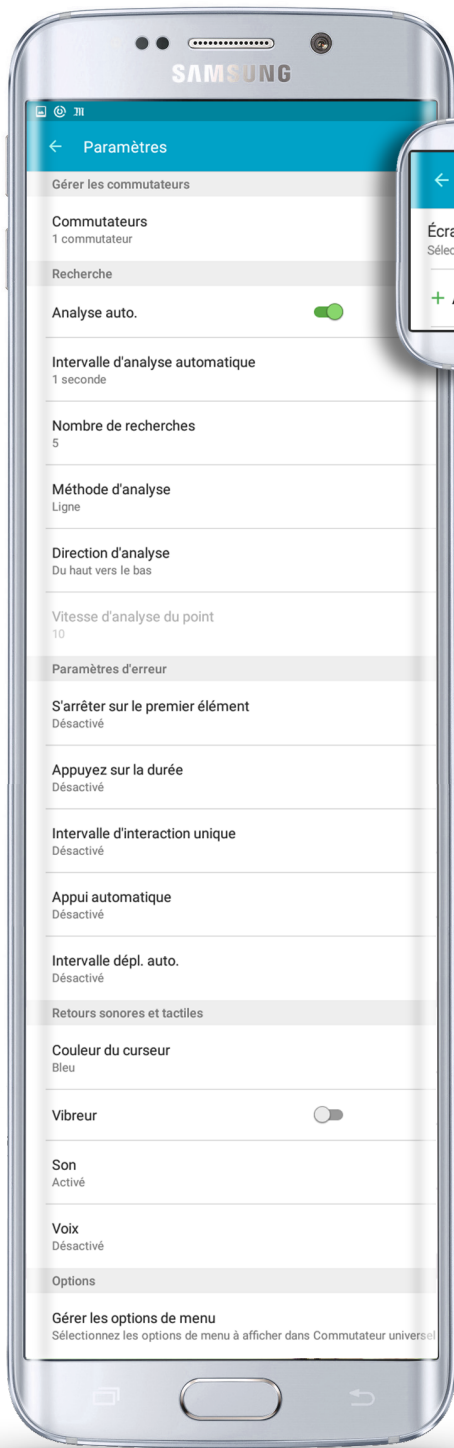 SAMSUNG
Paramètres
Gérer les commutateurs
Commutateurs
1 commutateur
Recherche
Analyse auto.
Intervalle d'analyse automatique
1 seconde
Nombre de recherches
5
Méthode d'analyse
Ligne
Direction d'analyse
Du haut vers le bas
Vitesse d'analyse du point
10
Paramètres d'erreur
S'arrêter sur le premier élément
Désactivé
Appuyez sur la durée
Désactivé
Intervalle d'interaction unique
Désactivé
Appui automatique
Désactivé
Intervalle dépl. auto.
Désactivé
Retours sonores et tactiles
Couleur du curseur
Bleu
Vibreur
Son
Activé
Voix
Désactivé
Options
Gérer les options de menu
Sélectionnez les options de menu à afficher dans Commutateur universel